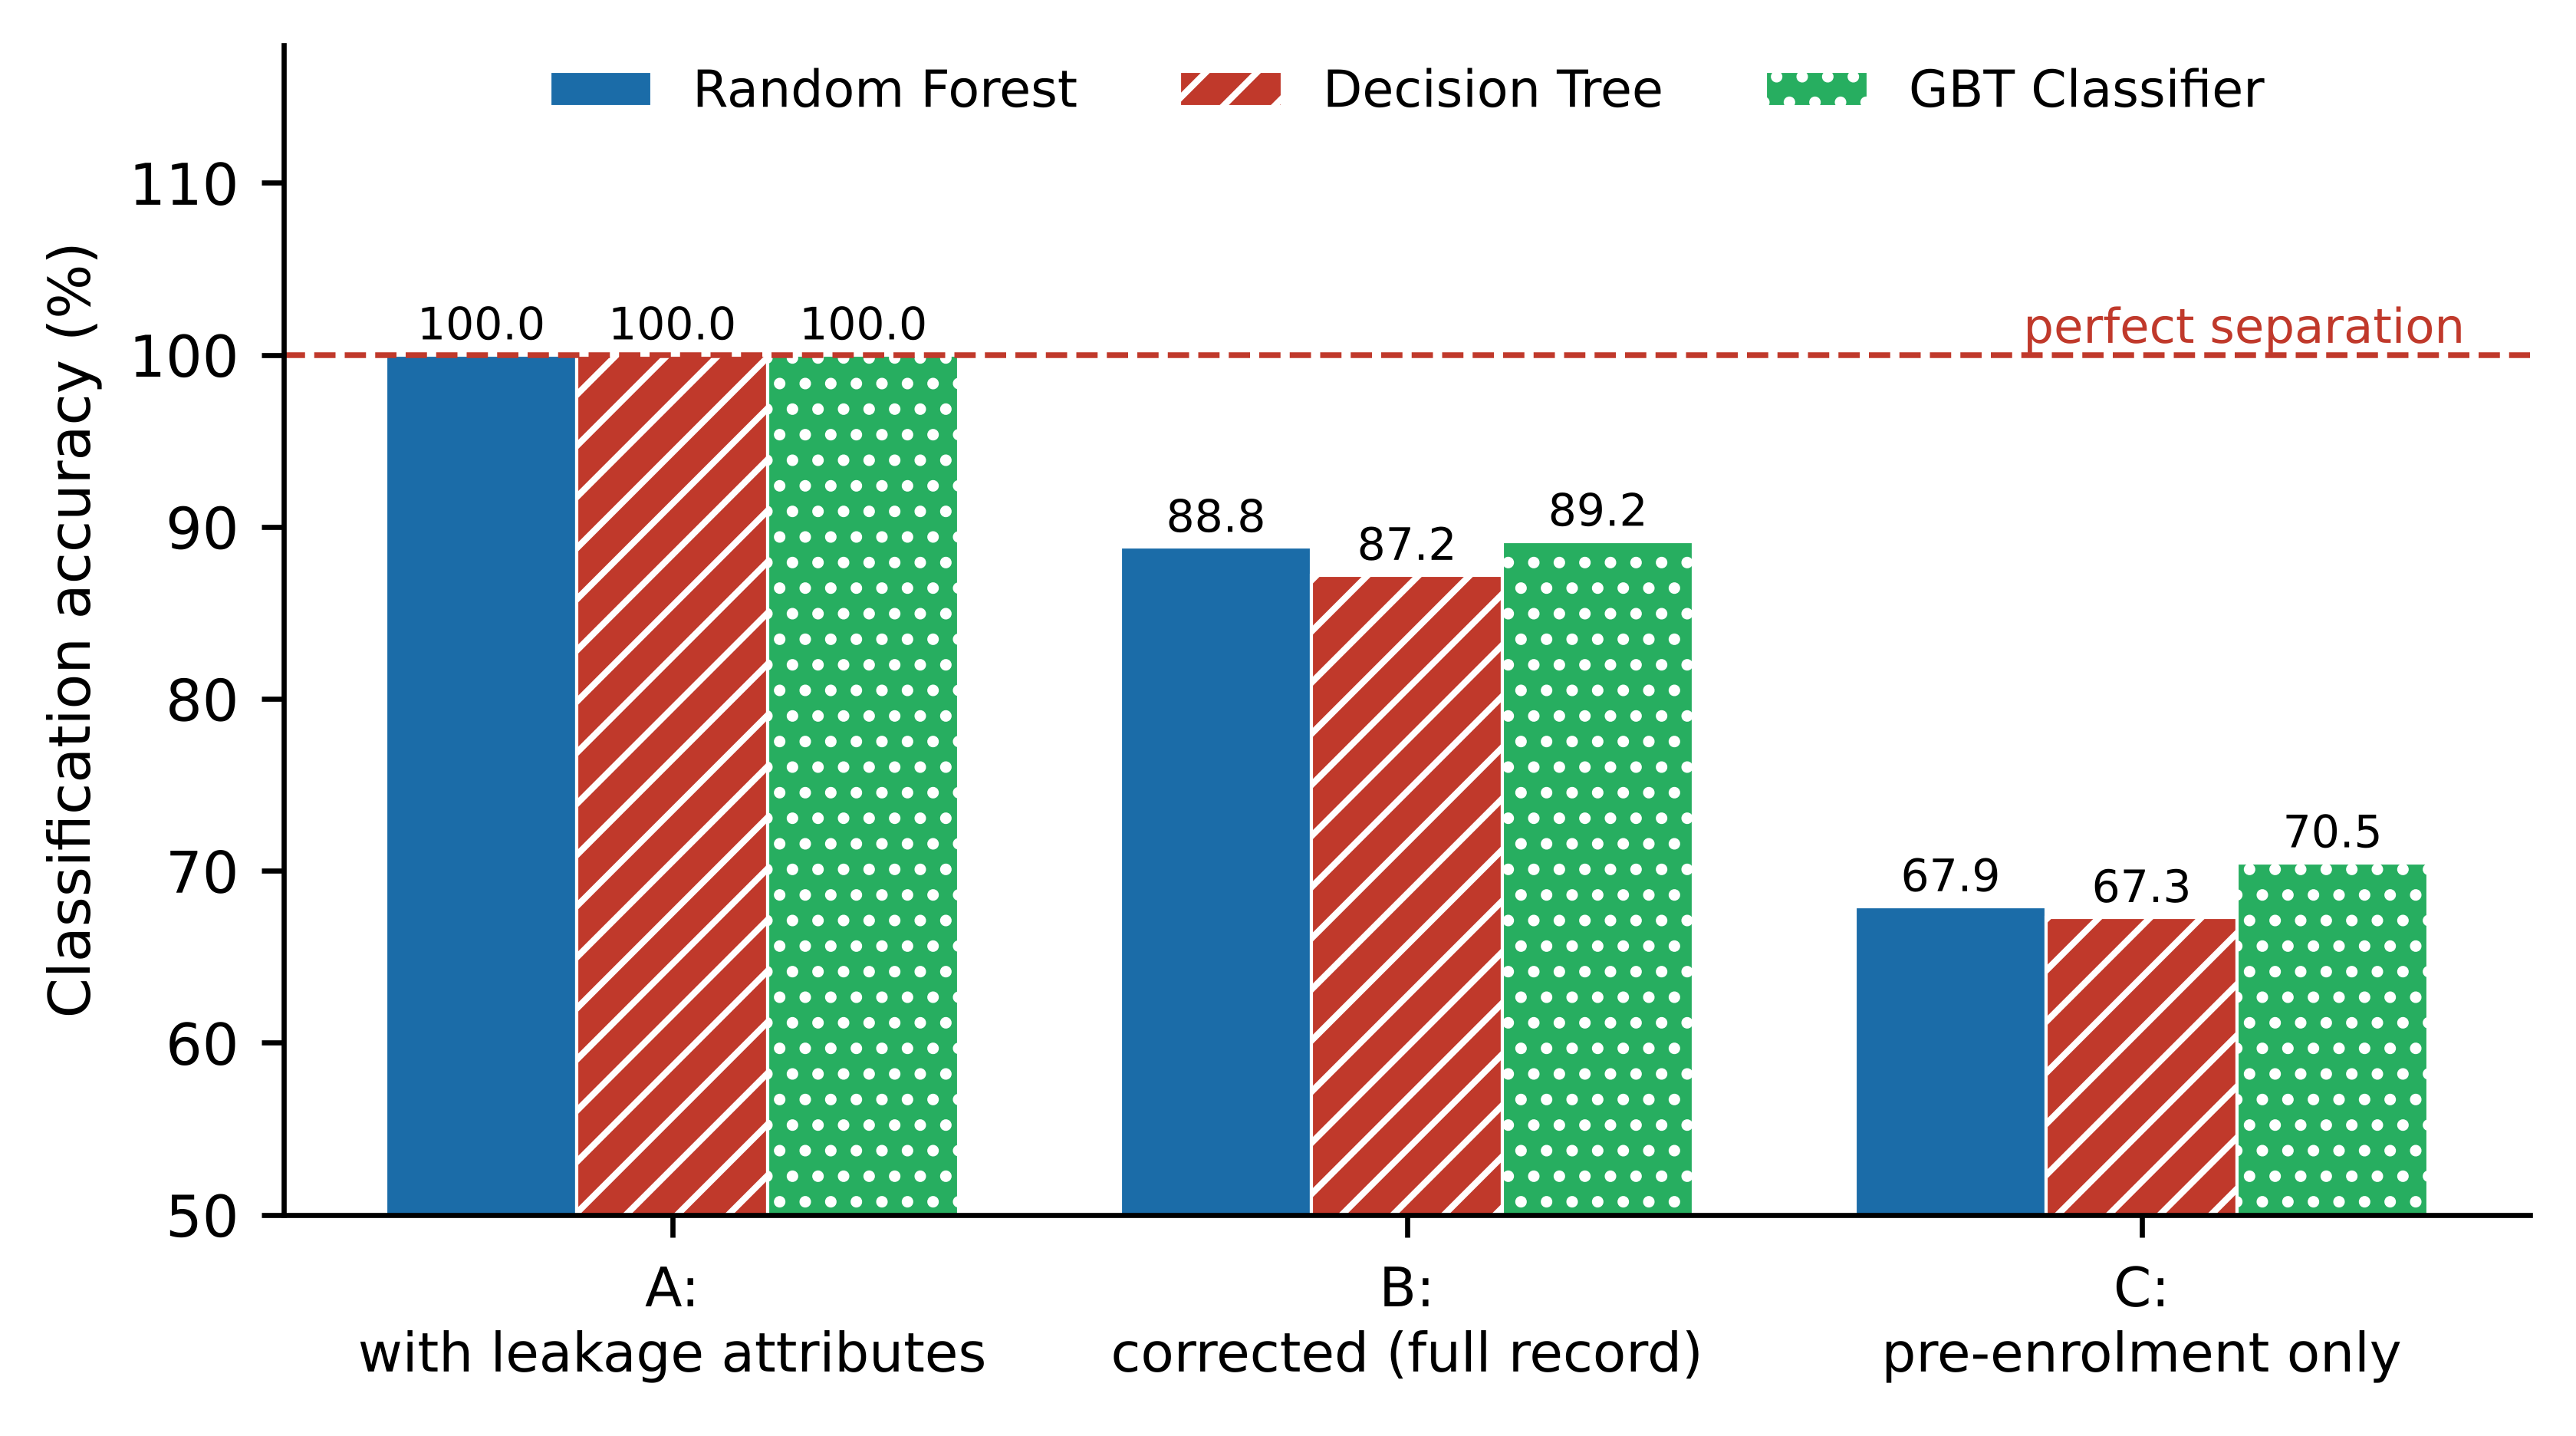 Random Forest
Decision Tree
GBT Classifier
Classification accuracy (%)
110
100
90
80
70
60
50
100.0
100.0
100.0
perfect separation
88.8
87.2
89.2
67.9
67.3
70.5
A:
with leakage attributes
B:
corrected (full record)
C:
pre-enrolment only